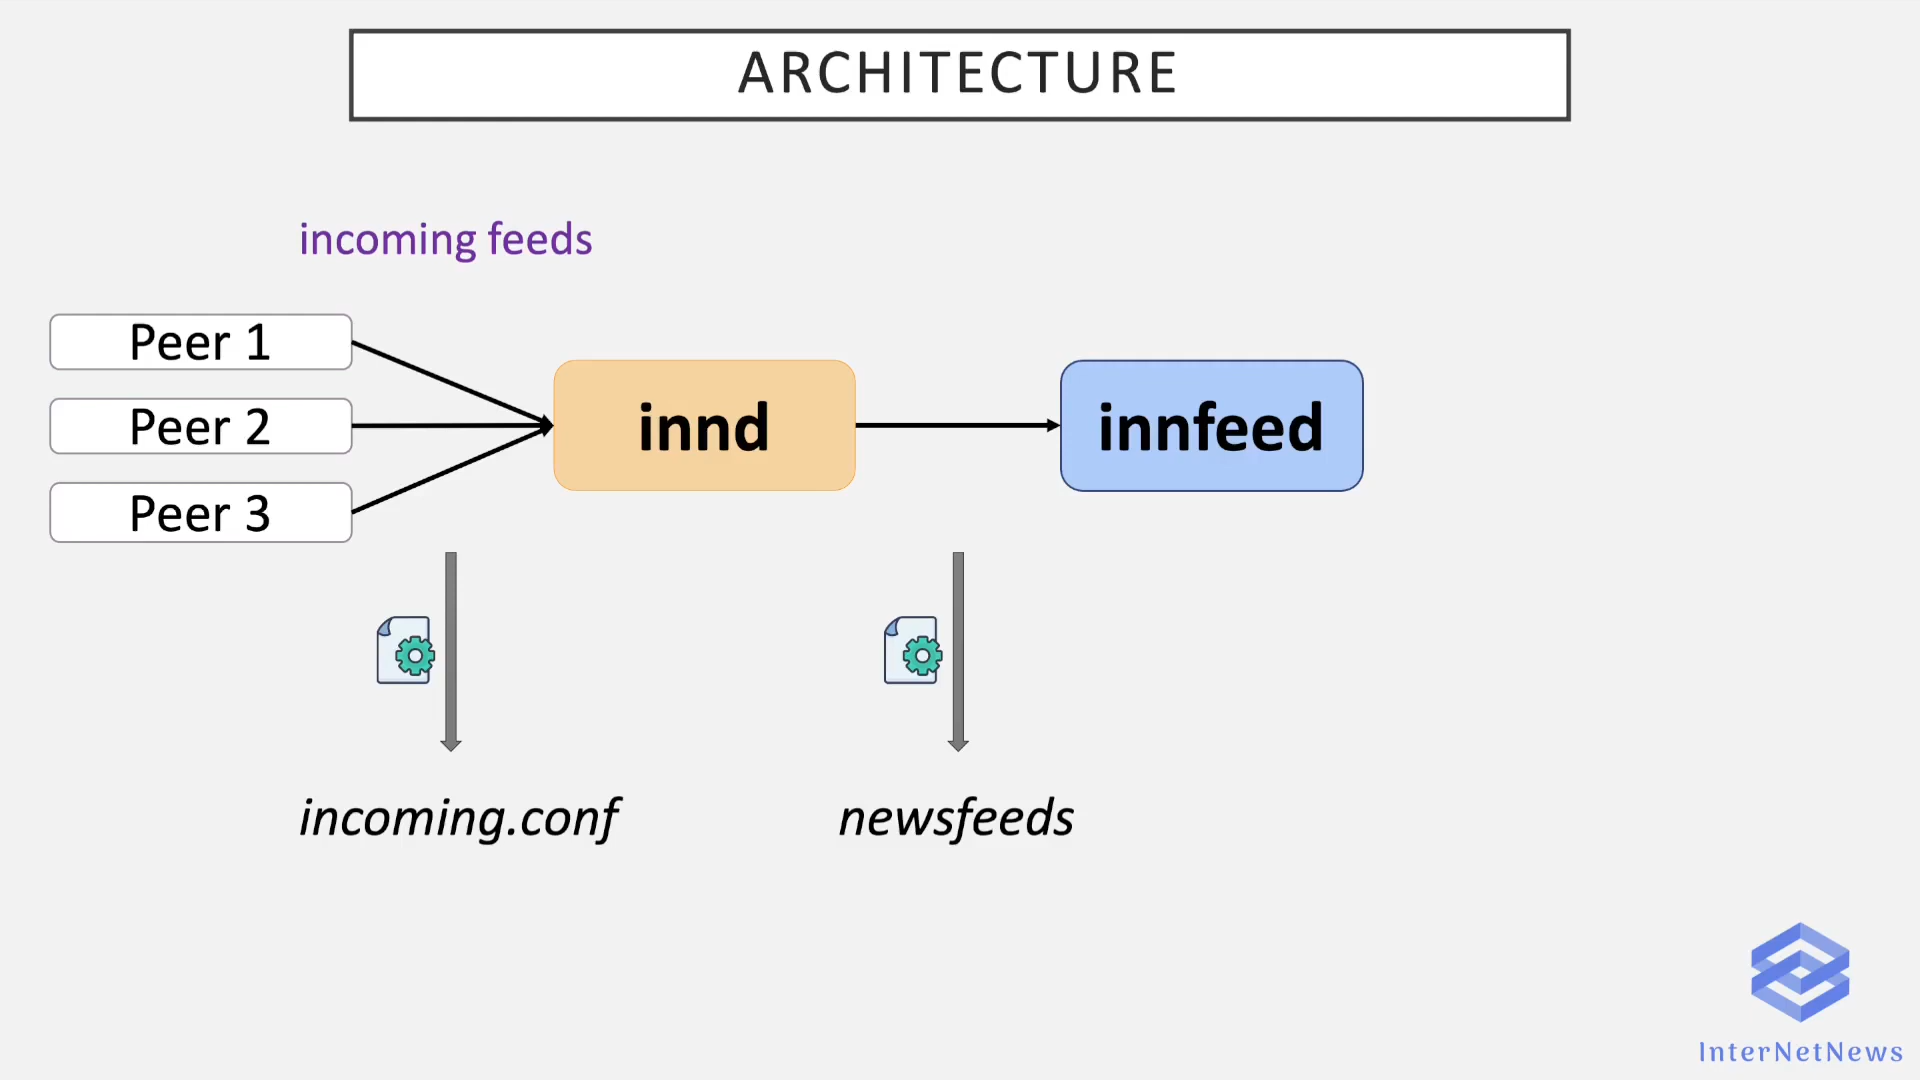 ARCHITECTURE
incoming feeds
Peer 1
Peer 2
Peer 3
innd
innfeed
incoming.conf
newsfeeds
InterNetNews